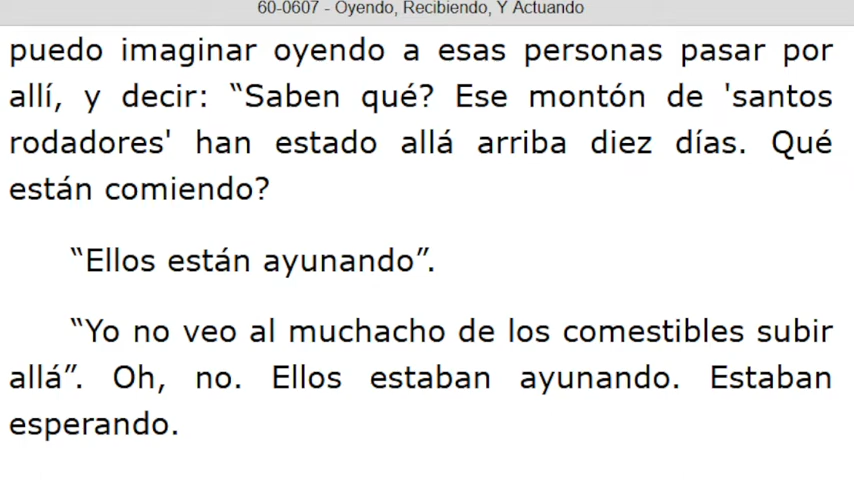 60-0607 - Oyendo, Recibiendo, Y Actuando
puedo imaginar oyendo a esas personas pasar por
allí, y decir: “Saben qué? Ese montón de 'santos
rodadores' han estado allá arriba diez días. Qué
están comiendo?
“Ellos están ayunando”.
“Yo no veo al muchacho de los comestibles subir
allá”. Oh, no. Ellos estaban ayunando. Estaban
esperando.